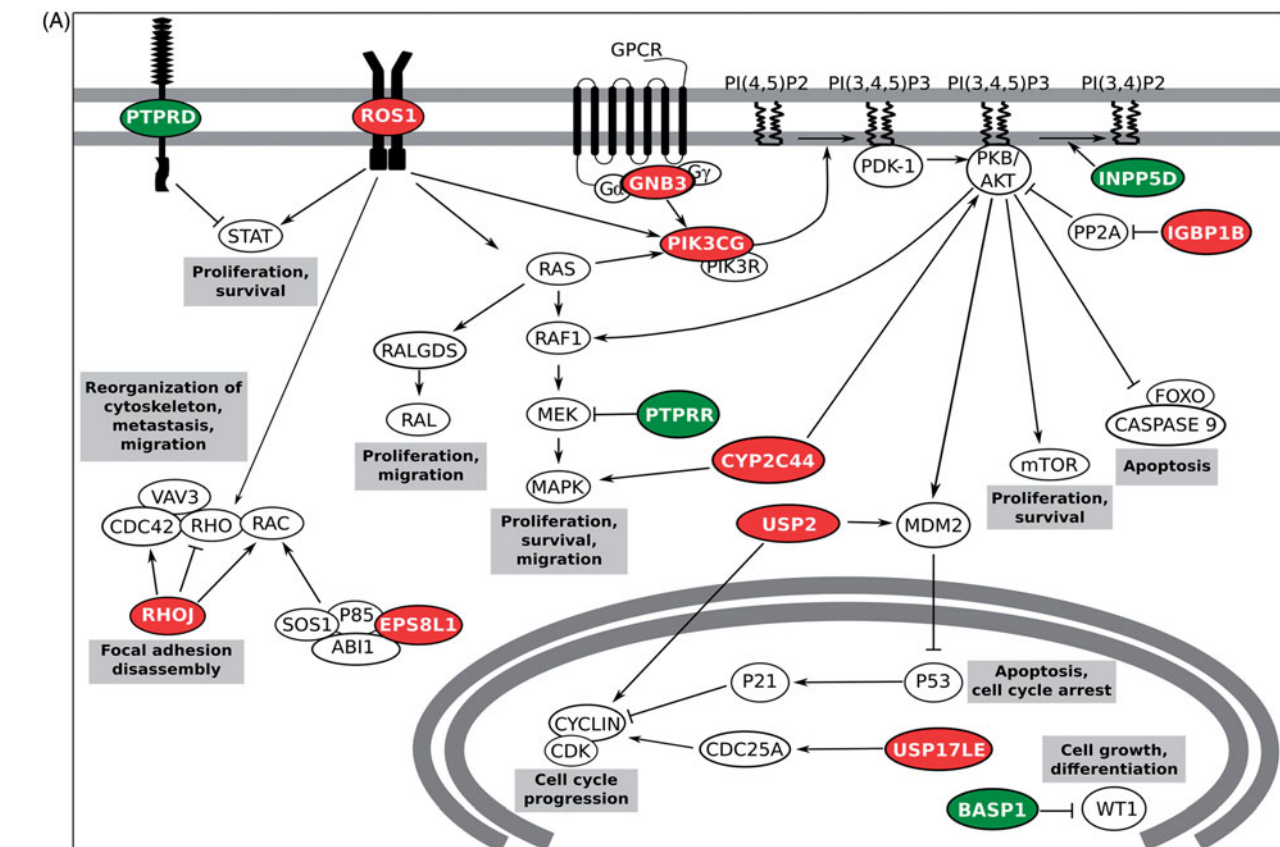 (A)
GPCR
PI(4,5)P2
PI(3,4,5)P3
PI(3,4,5)P3
PI(3,4)P2
PTPRD
ROS1
Gα
GNB3
Gγ
PDK-1
PKB/
AKT
INPP5D
STAT
PIK3CG
PIK3R
PP2A
IGBP1B
Proliferation,
survival
RAS
RALGDS
RAF1
Reorganization of
cytoskeleton,
metastasis,
migration
RAL
MEK
PTPRR
FOXO
CASPASE 9
Proliferation,
migration
CYP2C44
mTOR
Apoptosis
MAPK
VAV3
CDC42
RHO
RAC
Proliferation,
survival,
migration
USP2
MDM2
Proliferation,
survival
RHOJ
SOS1
P85
EPS8L1
ABI1
Focal adhesion
disassembly
P21
P53
Apoptosis,
cell cycle arrest
CYCLIN
CDK
CDC25A
USP17LE
Cell growth,
differentiation
Cell cycle
progression
BASP1
WT1